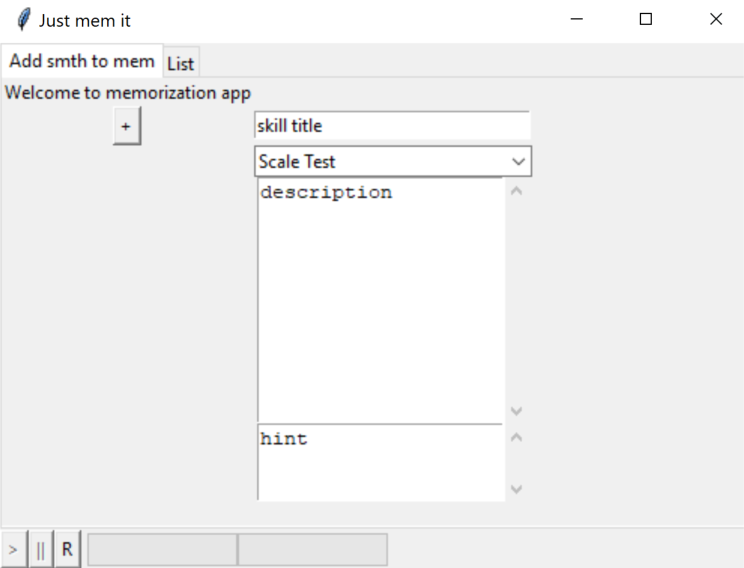 Just mem it
Add smth to mem List
Welcome to memorization app
+ skill title
Scale Test
description
hint
> || R